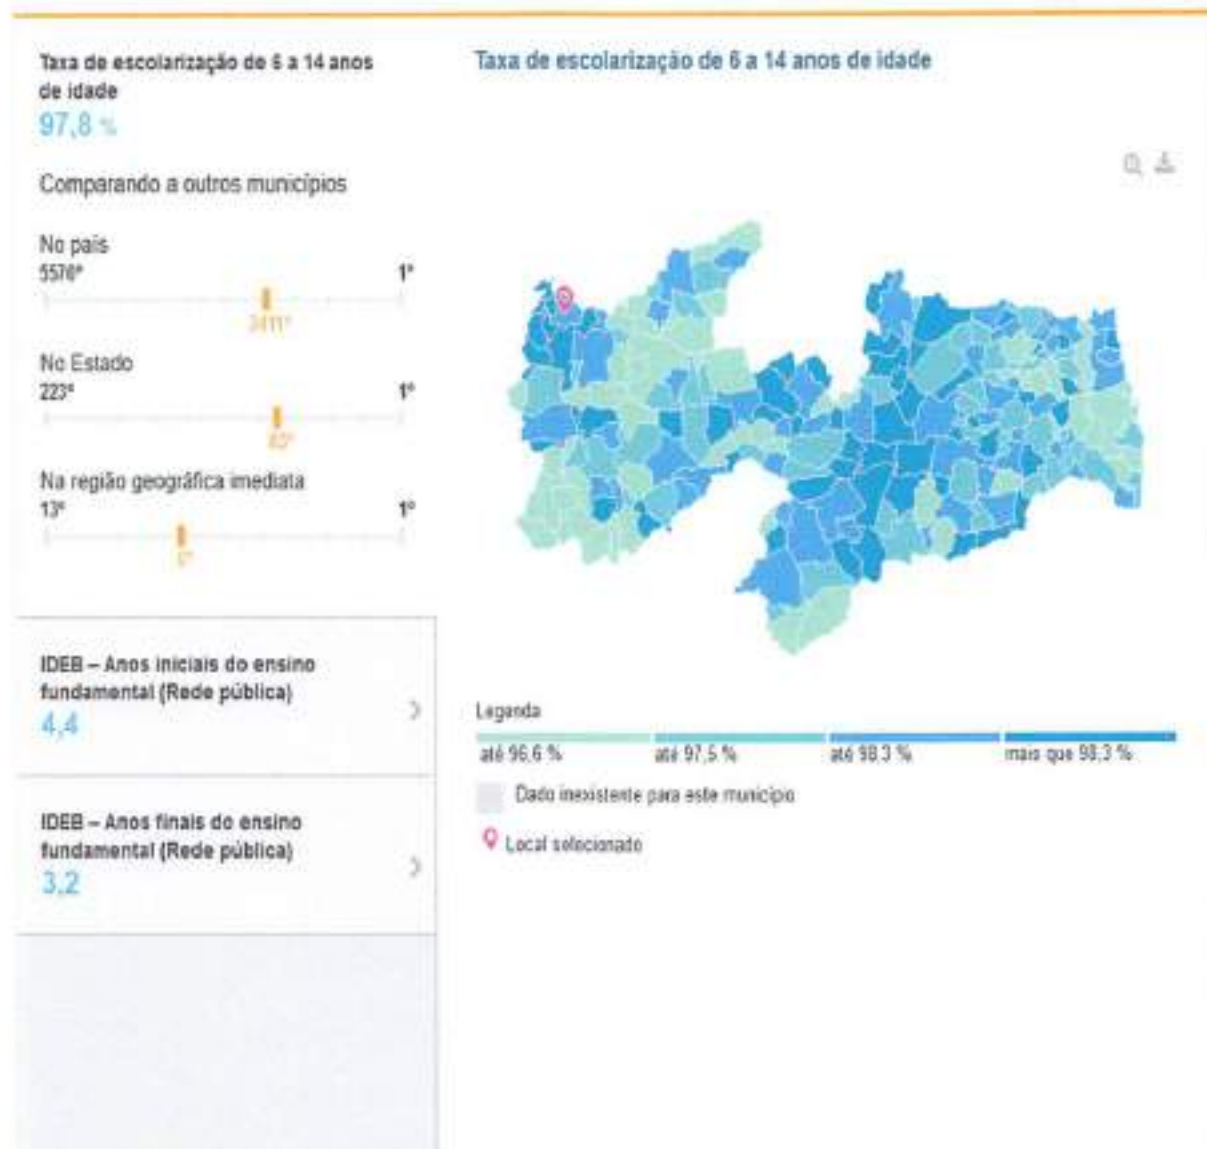 Taxa de escolarização de 6 a 14 anos
de idade
97,8 %
Comparando a outros municípios
No país
5570º
1º
No Estado
223º
1º
Na região geográfica imediata
13º
1º
IDEB – Anos iniciais do ensino
fundamental (Rede pública)
4,4
IDEB – Anos finais do ensino
fundamental (Rede pública)
3,2
Taxa de escolarização de 6 a 14 anos de idade
Legenda
até 96,6 %
até 97,5 %
até 98,3 %
mais que 98,3 %
Dado inexistente para este município
Local selecionado